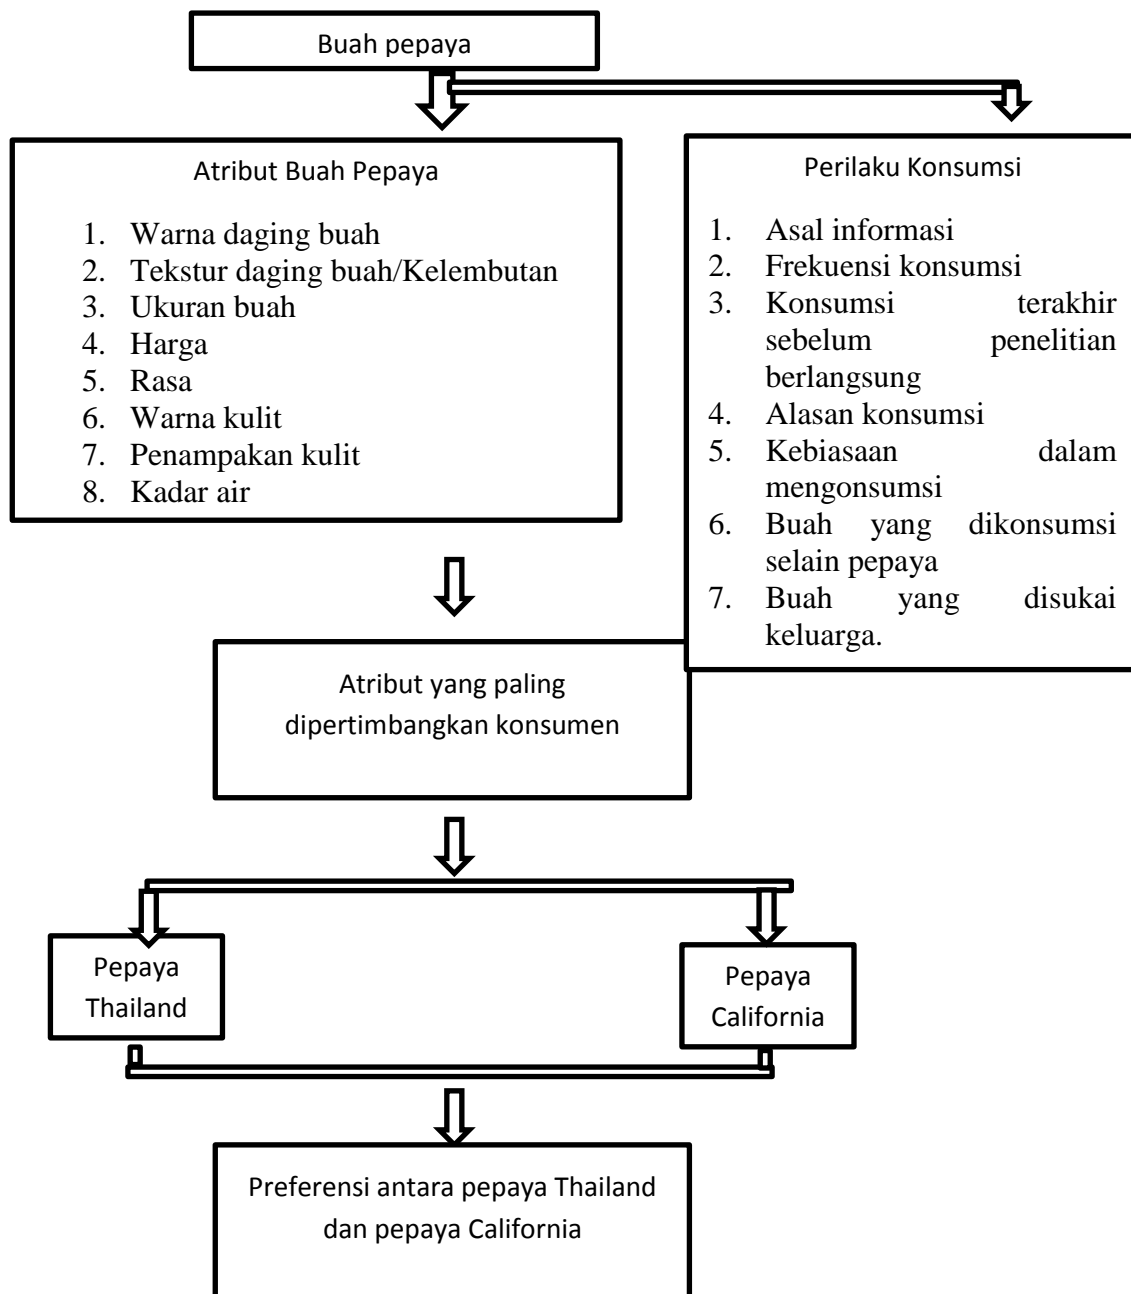 Buah pepaya
Atribut Buah Pepaya
1. Warna daging buah
2. Tekstur daging buah/Kelembutan
3. Ukuran buah
4. Harga
5. Rasa
6. Warna kulit
7. Penampakan kulit
8. Kadar air
Perilaku Konsumsi
1. Asal informasi
2. Frekuensi konsumsi
3. Konsumsi terakhir
sebelum penelitian
berlangsung
4. Alasan konsumsi
5. Kebiasaan dalam
mengonsumsi
6. Buah yang dikonsumsi
selain pepaya
7. Buah yang disukai
keluarga.
Atribut yang paling
dipertimbangkan konsumen
Pepaya
Thailand
Pepaya
California
Preferensi antara pepaya Thailand
dan pepaya California